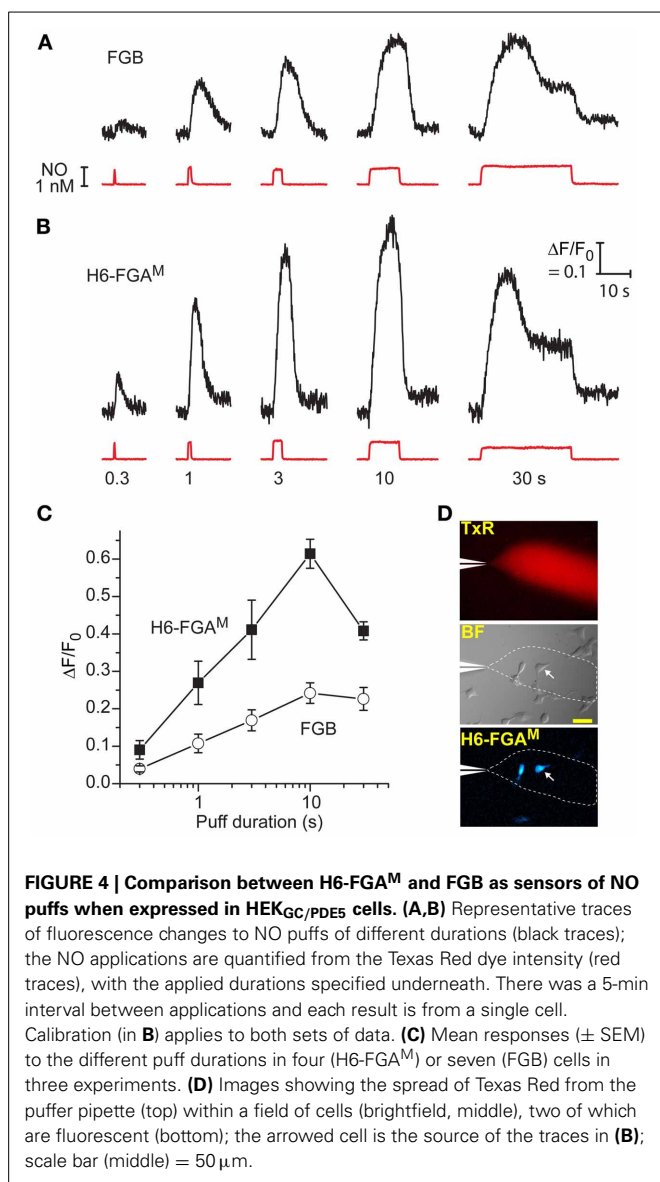 A
FGB
NO
1 nM
B
H6-FGAᴹ
ΔF/F₀
= 0.1
10 s
0.3 1 3 10 30 s
C
D
0.6
0.5
0.4
0.3
0.2
0.1
0.0
ΔF/F₀
H6-FGAᴹ
FGB
1 10
Puff duration (s)
TxR
BF
H6-FGAᴹ
FIGURE 4 | Comparison between H6-FGAᴹ and FGB as sensors of NO
puffs when expressed in HEK_GC/PDE5 cells. (A,B) Representative traces
of fluorescence changes to NO puffs of different durations (black traces);
the NO applications are quantified from the Texas Red dye intensity (red
traces), with the applied durations specified underneath. There was a 5-min
interval between applications and each result is from a single cell.
Calibration (in B) applies to both sets of data. (C) Mean responses (± SEM)
to the different puff durations in four (H6-FGAᴹ) or seven (FGB) cells in
three experiments. (D) Images showing the spread of Texas Red from the
puffer pipette (top) within a field of cells (brightfield, middle), two of which
are fluorescent (bottom); the arrowed cell is the source of the traces in (B);
scale bar (middle) = 50 μm.